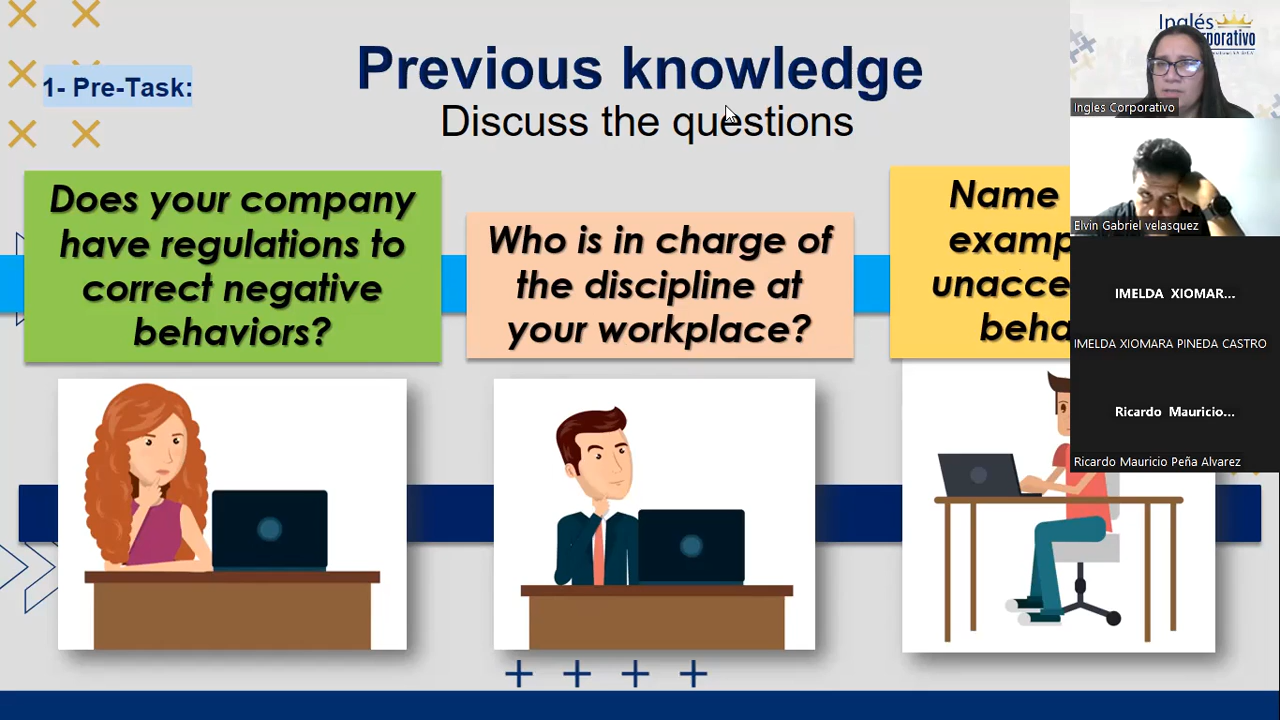 1- Pre-Task:
Previous knowledge
Discuss the questions
Does your company
have regulations to
correct negative
behaviors?
Who is in charge of
the discipline at
your workplace?
Name
Inglés
Ingles Corporativo
Elvin Gabriel velasquez
IMELDA XIOMAR...
IMELDA XIOMARA PINEDA CASTRO
Ricardo Mauricio...
Ricardo Mauricio Peña Alvarez